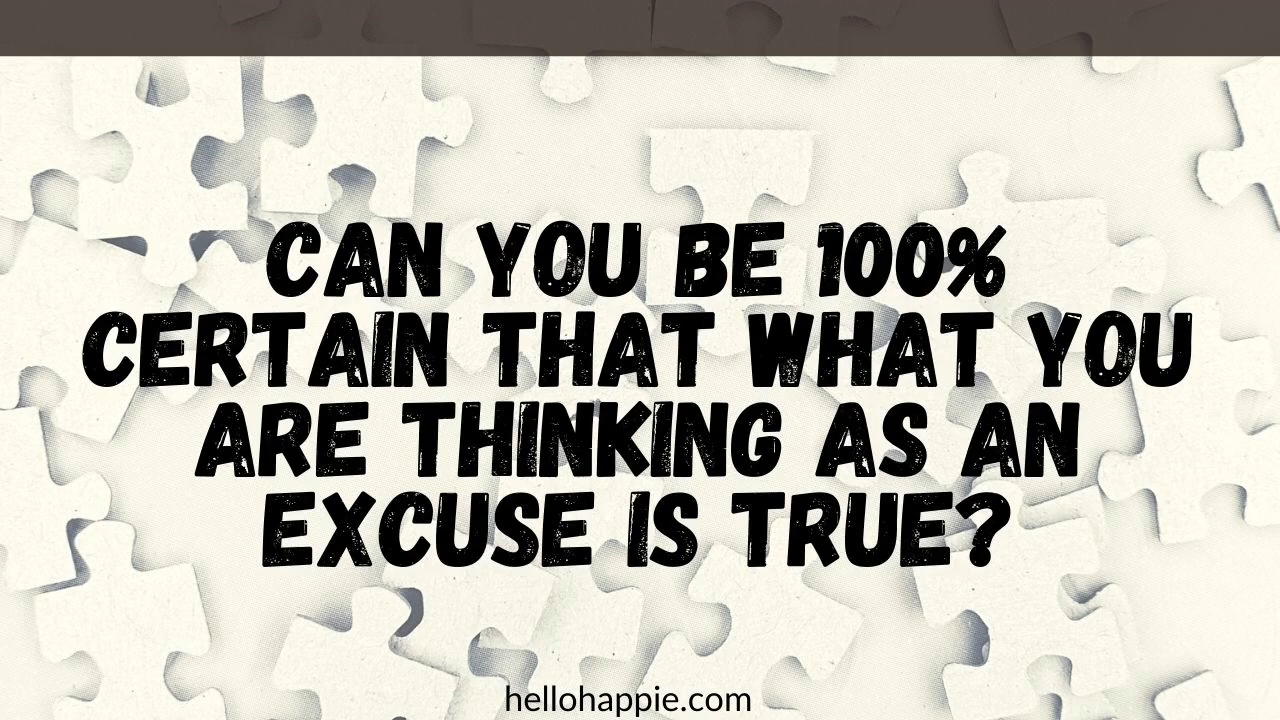 CAN YOU BE 100%
CERTAIN THAT WHAT YOU
ARE THINKING AS AN
EXCUSE IS TRUE?
hellohappie.com